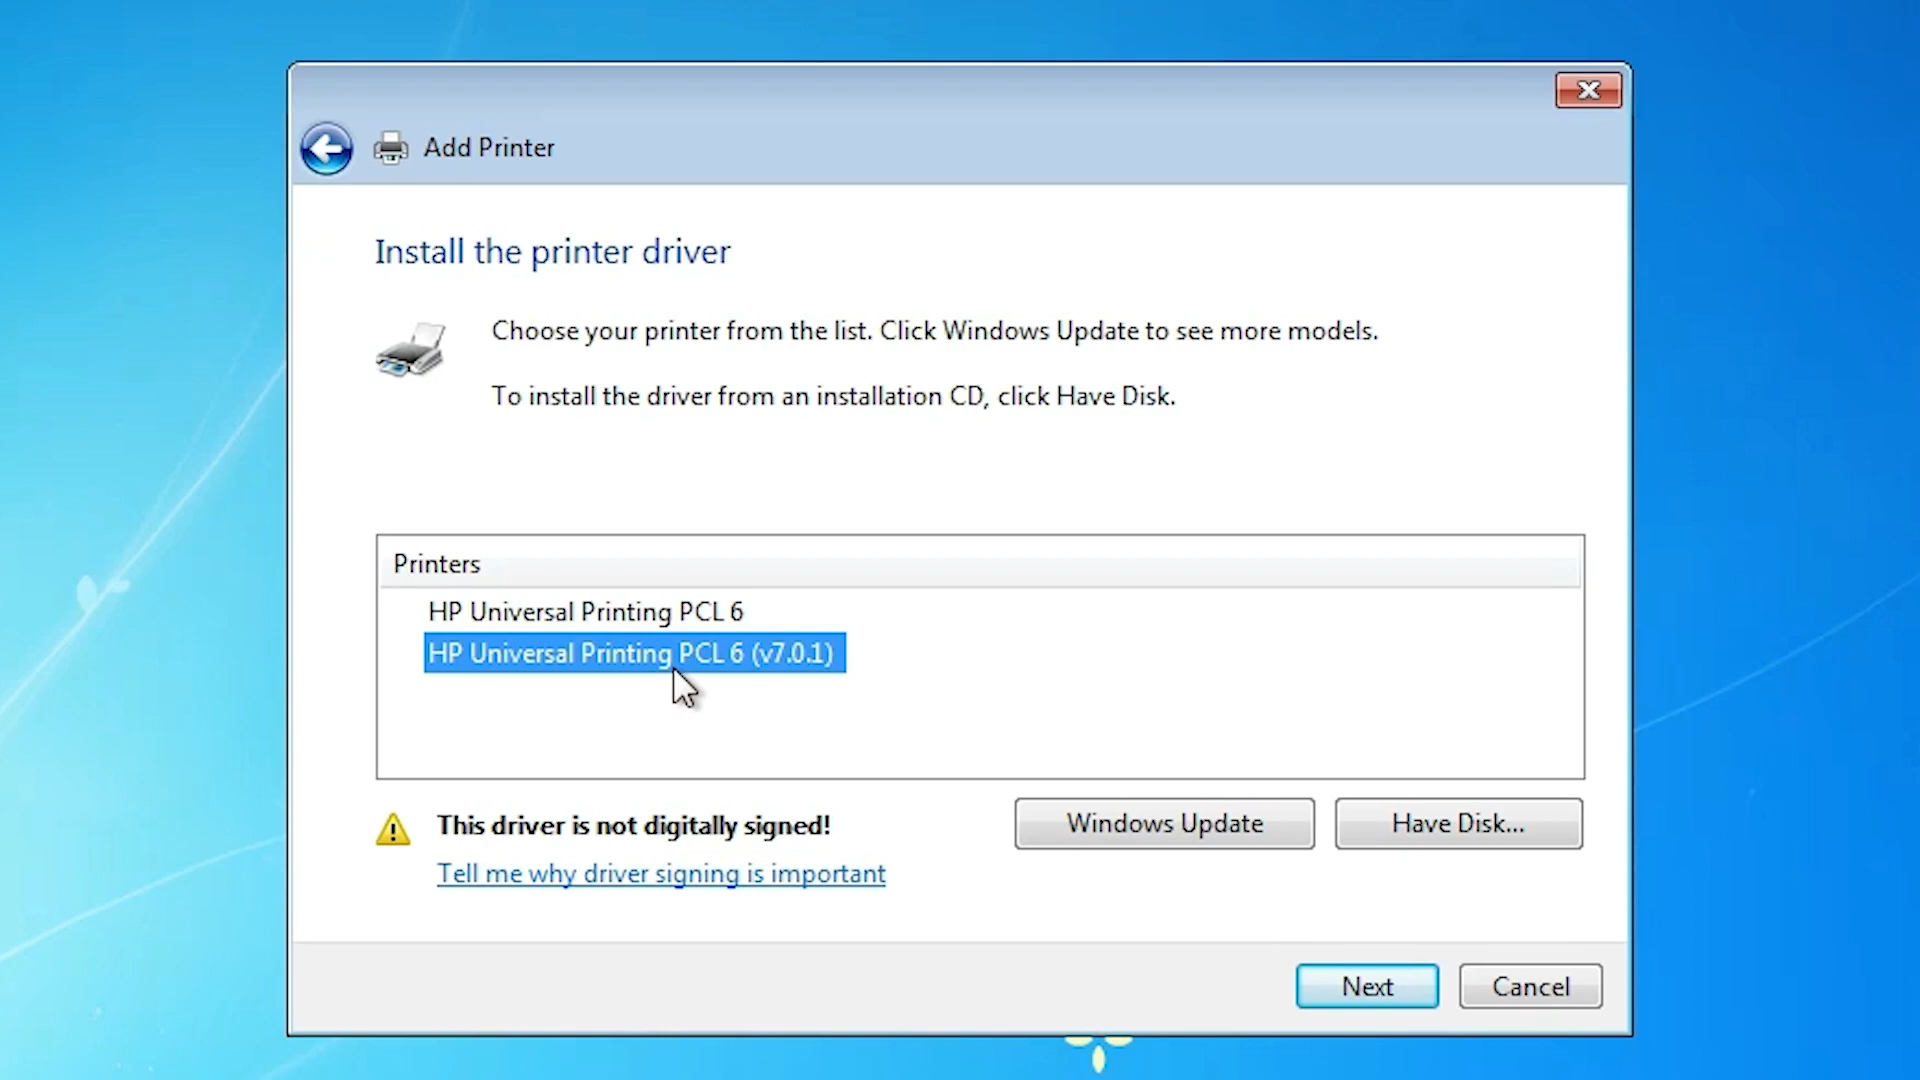 Add Printer
Install the printer driver
Choose your printer from the list. Click Windows Update to see more models.
To install the driver from an installation CD, click Have Disk.
Printers
HP Universal Printing PCL 6
HP Universal Printing PCL 6 (v7.0.1)
This driver is not digitally signed!
Windows Update
Have Disk...
Tell me why driver signing is important
Next
Cancel